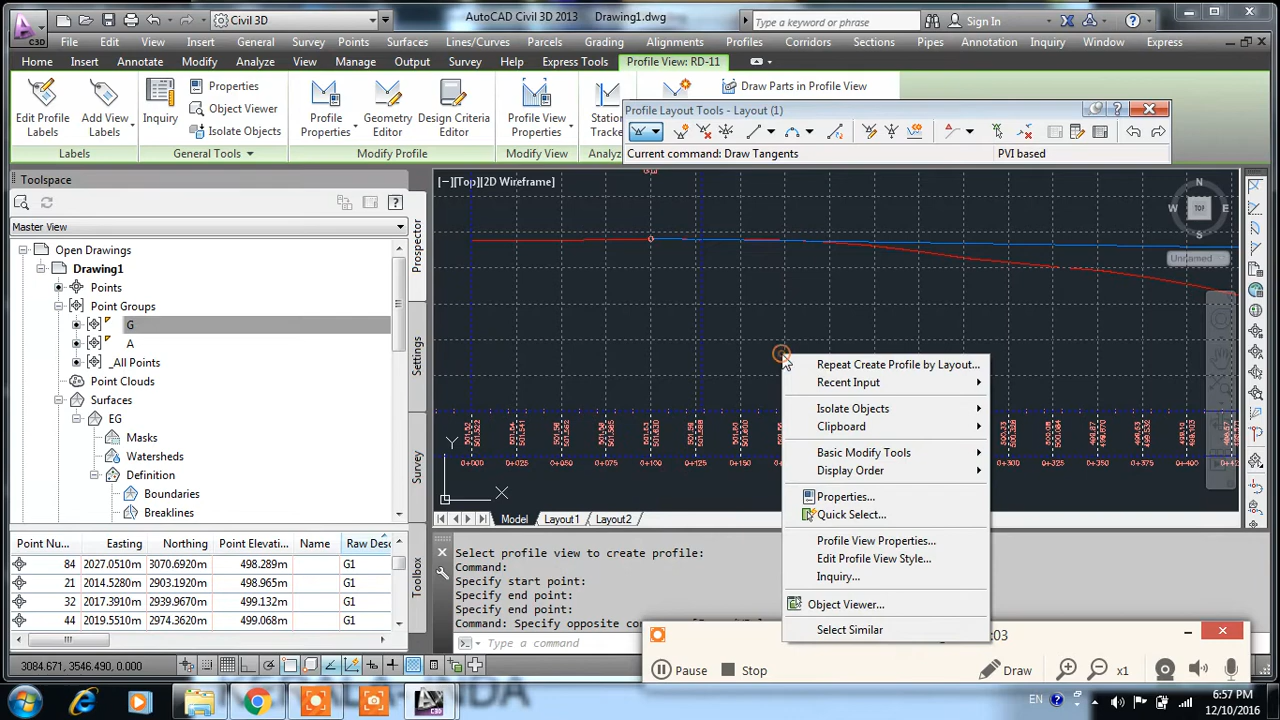 Civil 3D
AutoCAD Civil 3D 2013 Drawing1.dwg
Type a keyword or phrase
Sign In
C3D
File Edit View Insert General Survey Points Surfaces Lines/Curves Parcels Grading Alignments Profiles Corridors Sections Pipes Annotation Inquiry Window Express
Home Insert Annotate Modify Analyze View Manage Output Survey Help Express Tools Profile View: RD-11
Edit Profile Labels
Add View Labels
Labels
Inquiry
Properties
Object Viewer
Isolate Objects
General Tools
Profile Properties
Geometry Editor
Design Criteria Editor
Modify Profile
Profile View Properties
Modify View
Station Track
Analyz
Draw Parts in Profile View
Profile Layout Tools - Layout (1)
Current command: Draw Tangents
PVI based
Toolspace
Master View
Open Drawings
Drawing1
Points
Point Groups
G
A
_All Points
Point Clouds
Surfaces
EG
Masks
Watersheds
Definition
Boundaries
Breaklines
Prospector
Settings
Survey
Toolbox
Point Nu... Easting Northing Point Elevati... Name Raw Desc
84 2027.0510m 3070.6920m 498.289m G1
21 2014.5280m 2903.1920m 498.965m G1
32 2017.3910m 2939.9670m 499.132m G1
44 2019.5510m 2974.3620m 499.068m G1
[−][Top][2D Wireframe]
N
W TOP E
S
Unnamed
Y
X
0+000 0+025 0+050 0+075 0+100 0+125 0+150
0+300 0+325 0+350 0+375 0+400
Model Layout1 Layout2
Select profile view to create profile:
Command:
Specify start point:
Specify end point:
Specify end point:
Command: Specify opposite
Type a command
Repeat Create Profile by Layout...
Recent Input
Isolate Objects
Clipboard
Basic Modify Tools
Display Order
Properties...
Quick Select...
Profile View Properties...
Edit Profile View Style...
Inquiry...
Object Viewer...
Select Similar
:03
Pause Stop
Draw
x1
3084.671, 3546.490, 0.000
EN
6:57 PM
12/10/2016